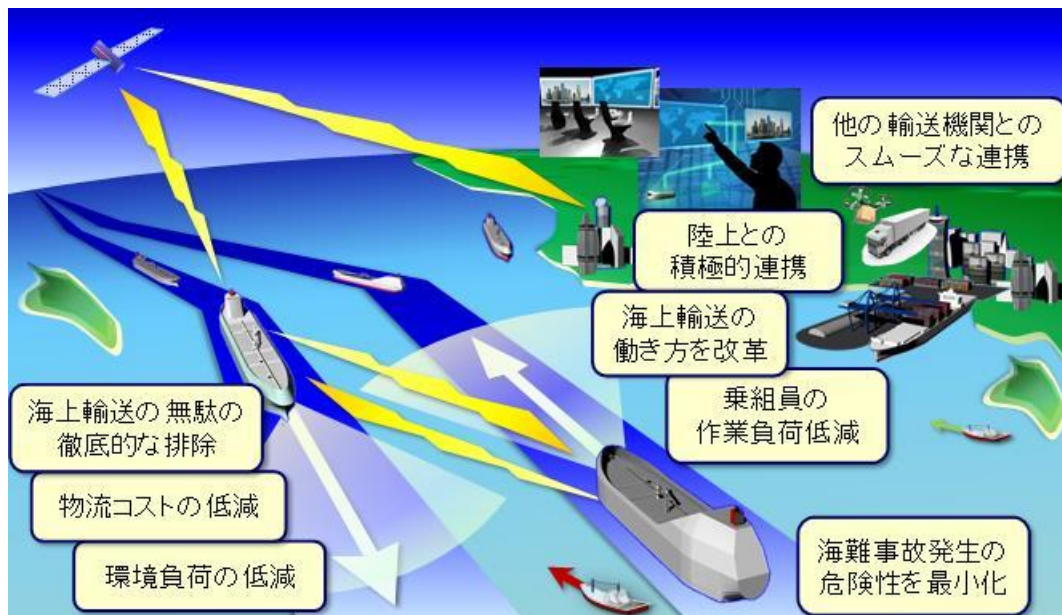 他の輸送機関との
スムーズな連携
陸上との
積極的連携
海上輸送の
働き方を改革
乗組員の
作業負荷低減
海上輸送の無駄の
徹底的な排除
物流コストの低減
環境負荷の低減
海難事故発生の
危険性を最小化